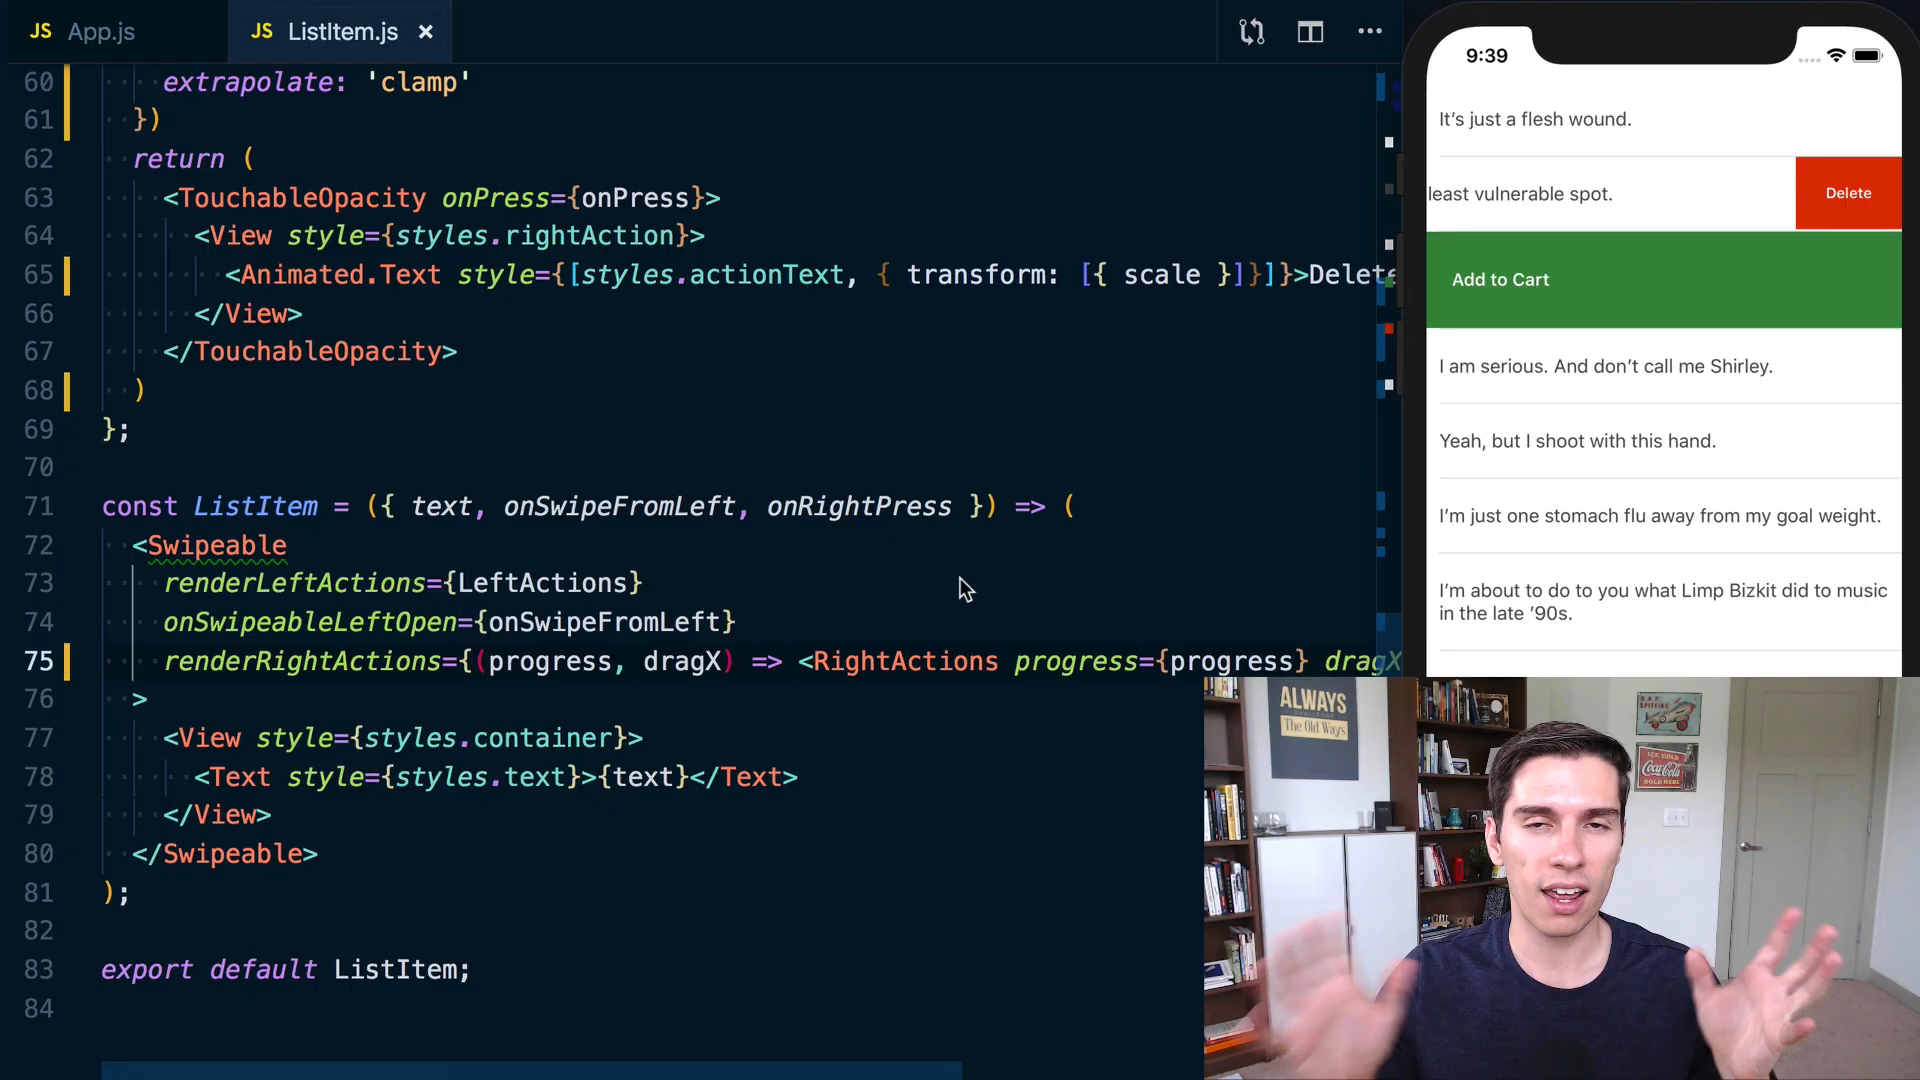 JS App.js
JS ListItem.js ×
60 extrapolate: 'clamp'
61 })
62 return (
63 <TouchableOpacity onPress={onPress}>
64 <View style={styles.rightAction}>
65 <Animated.Text style={[styles.actionText, { transform: [{ scale }]}]}>Delete
66 </View>
67 </TouchableOpacity>
68 )
69 };
70
71 const ListItem = ({ text, onSwipeFromLeft, onRightPress }) => (
72 <Swipeable
73 renderLeftActions={LeftActions}
74 onSwipeableLeftOpen={onSwipeFromLeft}
75 renderRightActions={(progress, dragX) => <RightActions progress={progress} dragX
76 >
77 <View style={styles.container}>
78 <Text style={styles.text}>{text}</Text>
79 </View>
80 </Swipeable>
81 );
82
83 export default ListItem;
84
9:39
It’s just a flesh wound.
least vulnerable spot.
Delete
Add to Cart
I am serious. And don’t call me Shirley.
Yeah, but I shoot with this hand.
I’m just one stomach flu away from my goal weight.
I’m about to do to you what Limp Bizkit did to music
in the late ’90s.
ALWAYS
The Old Ways
SPITFIRE
ICE COLD
Coca-Cola
SOLD HERE